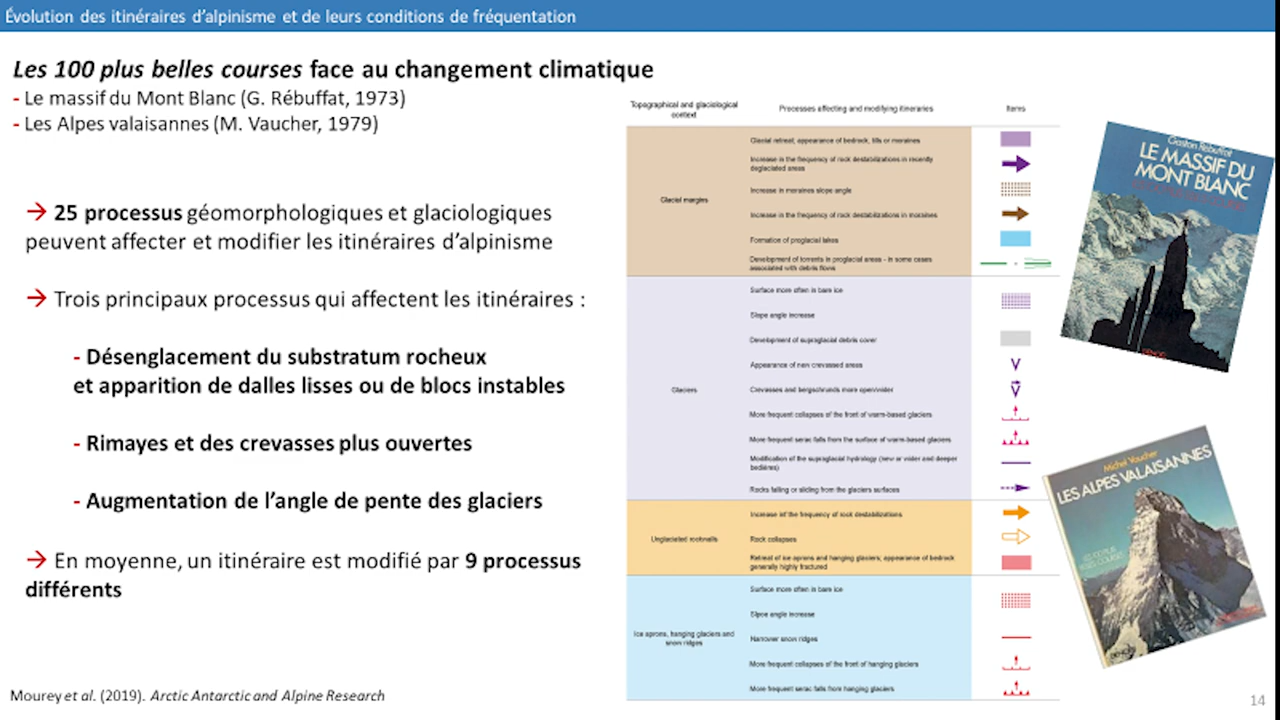 Évolution des itinéraires d'alpinisme et de leurs conditions de fréquentation
Les 100 plus belles courses face au changement climatique
- Le massif du Mont Blanc (G. Rébuffat, 1973)
- Les Alpes valaisannes (M. Vaucher, 1979)
→ 25 processus géomorphologiques et glaciologiques
peuvent affecter et modifier les itinéraires d'alpinisme
→ Trois principaux processus qui affectent les itinéraires :
- Désenglacement du substratum rocheux
et apparition de dalles lisses ou de blocs instables
- Rimayes et des crevasses plus ouvertes
- Augmentation de l'angle de pente des glaciers
→ En moyenne, un itinéraire est modifié par 9 processus
différents
Mourey et al. (2019). Arctic Antarctic and Alpine Research
Topographical and glaciological
context
Processes affecting and modifying itineraries
Items
Glacial margins
Glacial retreat; appearance of bedrock, tills or moraines
Increase in the frequency of rock destabilizations in recently
deglaciated areas
Increase in moraines slope angle
Increase in the frequency of rock destabilizations in moraines
Formation of proglacial lakes
Development of torrents in proglacial areas - in some cases
associated with debris flows
Glaciers
Surface more often in bare ice
Slope angle increase
Development of supraglacial debris cover
Appearance of new crevassed areas
Crevasses and bergschrunds more open/wider
More frequent collapses of the front of warm-based glaciers
More frequent serac falls from the surface of warm-based glaciers
Modification of the supraglacial hydrology (new or wider and deeper
bedières)
Rocks falling or sliding from the glaciers surfaces
Unglaciated rockwalls
Increase inf the frequency of rock destabilizations
Rock collapses
Retreat of ice aprons and hanging glaciers; appearance of bedrock
generally highly fractured
Ice aprons, hanging glaciers and
snow ridges
Surface more often in bare ice
Slpoe angle increase
Narrower snow ridges
More frequent collapses of the front of hanging glaciers
More frequent serac falls from hanging glaciers
Gaston Rébuffat
LE MASSIF DU
MONT BLANC
Michel Vaucher
LES ALPES VALAISANNES
14